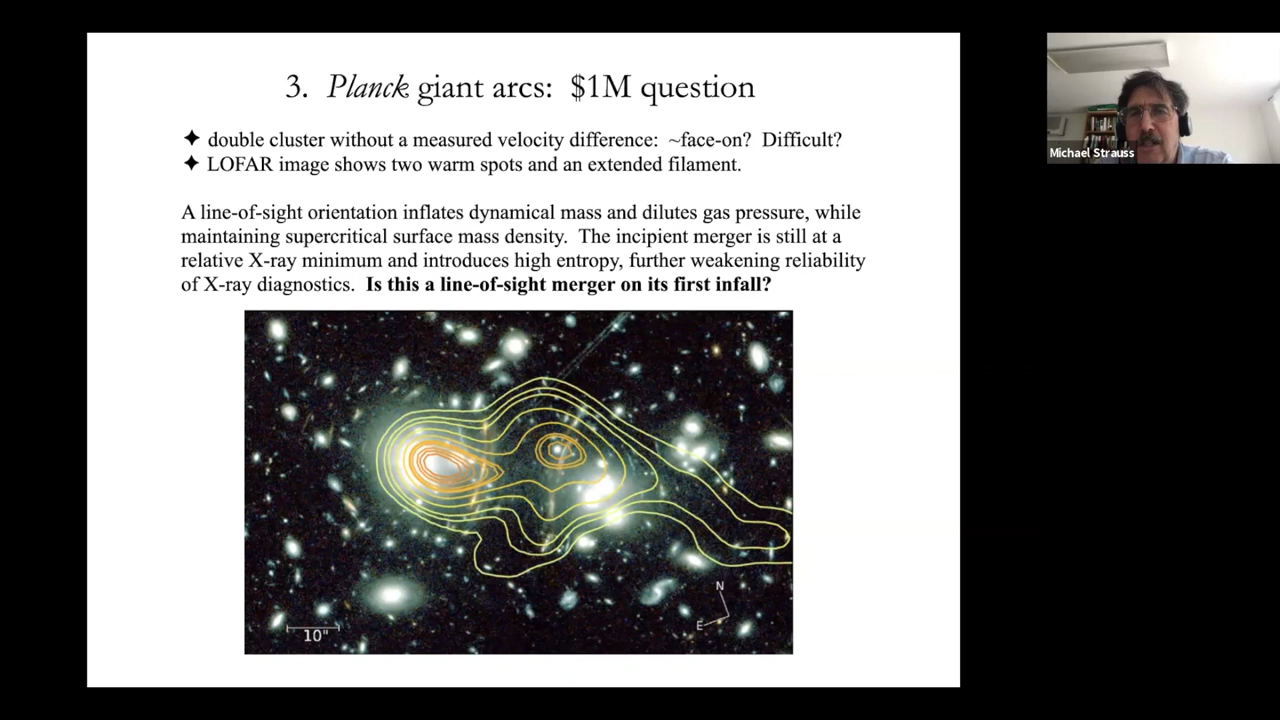 3. Planck giant arcs: $1M question
✦ double cluster without a measured velocity difference: ~face-on? Difficult?
✦ LOFAR image shows two warm spots and an extended filament.
A line-of-sight orientation inflates dynamical mass and dilutes gas pressure, while
maintaining supercritical surface mass density. The incipient merger is still at a
relative X-ray minimum and introduces high entropy, further weakening reliability
of X-ray diagnostics. Is this a line-of-sight merger on its first infall?
N
E
10"
Michael Strauss